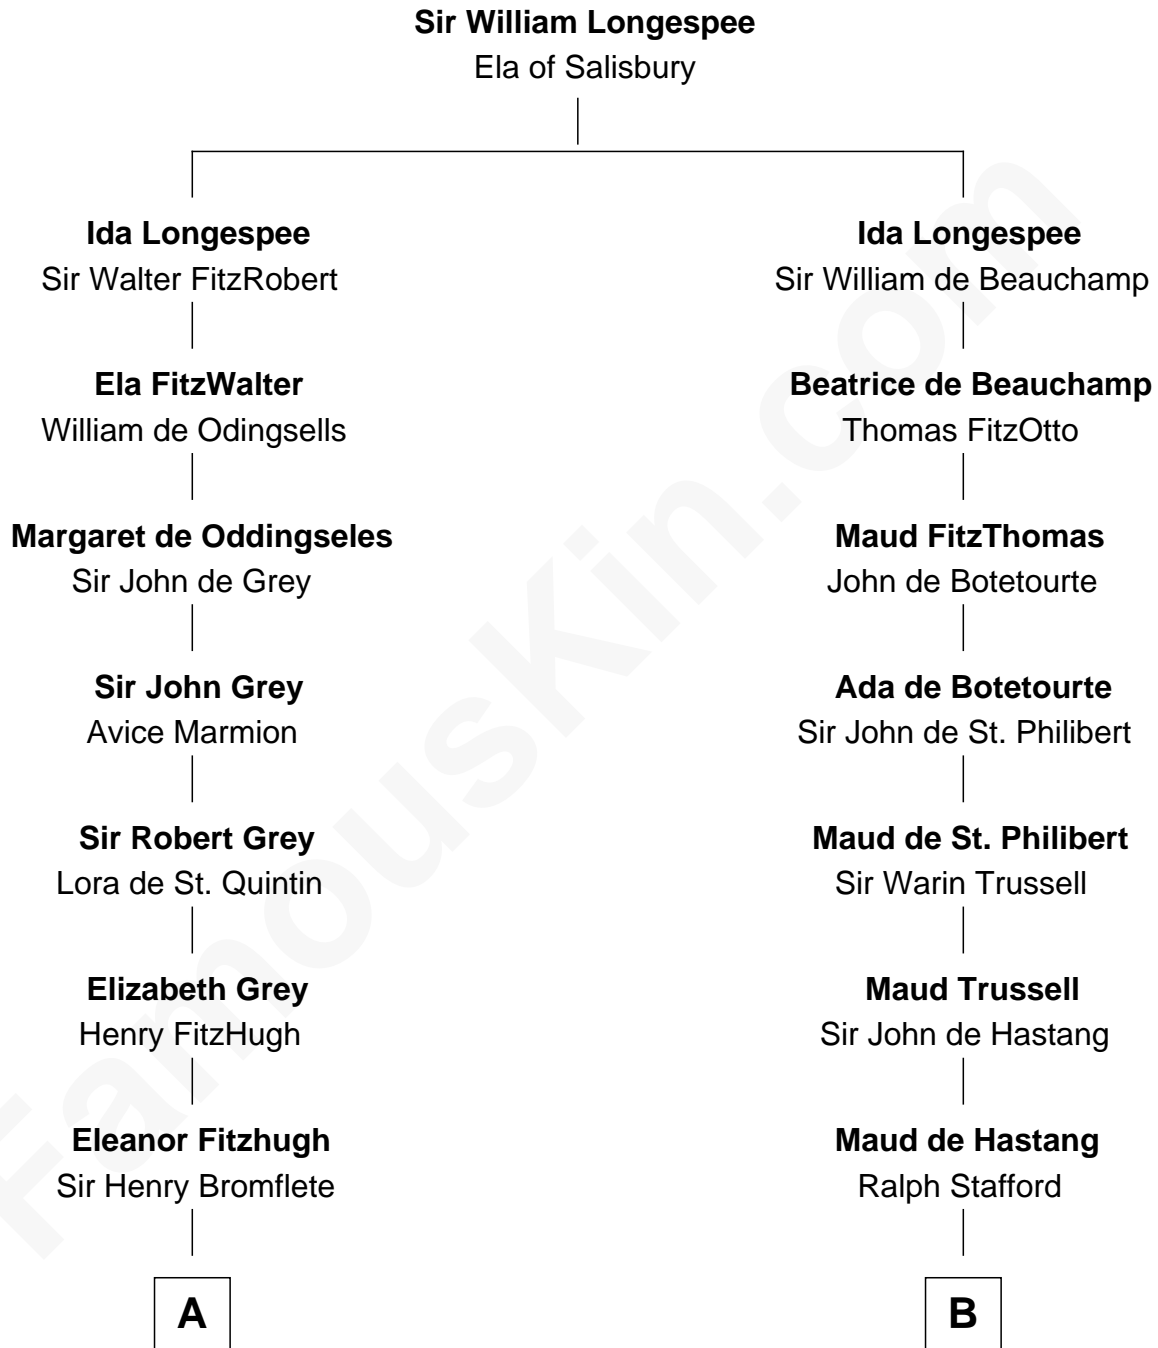 Sir William Longespee
Ela of Salisbury
Ida Longespee
Sir Walter FitzRobert
Ela FitzWalter
William de Odingsells
Margaret de Oddingseles
Sir John de Grey
Sir John Grey
Avice Marmion
Sir Robert Grey
Lora de St. Quintin
Elizabeth Grey
Henry FitzHugh
Eleanor Fitzhugh
Sir Henry Bromflete
A
Ida Longespee
Sir William de Beauchamp
Beatrice de Beauchamp
Thomas FitzOtto
Maud FitzThomas
John de Botetourte
Ada de Botetourte
Sir John de St. Philibert
Maud de St. Philibert
Sir Warin Trussell
Maud Trussell
Sir John de Hastang
Maud de Hastang
Ralph Stafford
B
FamousKin.com